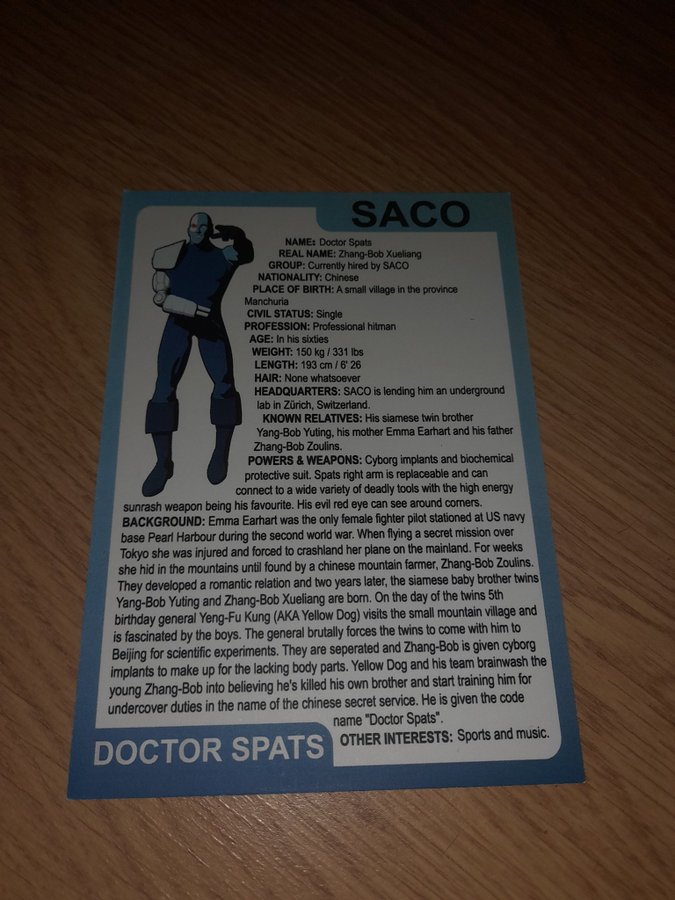 SACO
NAME: Doctor Spats
REAL NAME: Zhang-Bob Xueliang
GROUP: Currently hired by SACO
NATIONALITY: Chinese
PLACE OF BIRTH: A small village in the province
Manchuria
CIVIL STATUS: Single
PROFESSION: Professional hitman
AGE: In his sixties
WEIGHT: 150 kg / 331 lbs
LENGTH: 193 cm / 6' 26
HAIR: None whatsoever
HEADQUARTERS: SACO is lending him an underground
lab in Zürich, Switzerland.
KNOWN RELATIVES: His siamese twin brother
Yang-Bob Yuting, his mother Emma Earhart and his father
Zhang-Bob Zoulins.
POWERS & WEAPONS: Cyborg implants and biochemical
protective suit. Spats right arm is replaceable and can
connect to a wide variety of deadly tools with the high energy
sunrash weapon being his favourite. His evil red eye can see around corners.
BACKGROUND: Emma Earhart was the only female fighter pilot stationed at US navy
base Pearl Harbour during the second world war. When flying a secret mission over
Tokyo she was injured and forced to crashland her plane on the mainland. For weeks
she hid in the mountains until found by a chinese mountain farmer, Zhang-Bob Zoulins.
They developed a romantic relation and two years later, the siamese baby brother twins
Yang-Bob Yuting and Zhang-Bob Xueliang are born. On the day of the twins 5th
birthday general Yeng-Fu Kung (AKA Yellow Dog) visits the small mountain village and
is fascinated by the boys. The general brutally forces the twins to come with him to
Beijing for scientific experiments. They are seperated and Zhang-Bob is given cyborg
implants to make up for the lacking body parts. Yellow Dog and his team brainwash the
young Zhang-Bob into believing he's killed his own brother and start training him for
undercover duties in the name of the chinese secret service. He is given the code
name "Doctor Spats".
OTHER INTERESTS: Sports and music.
DOCTOR SPATS